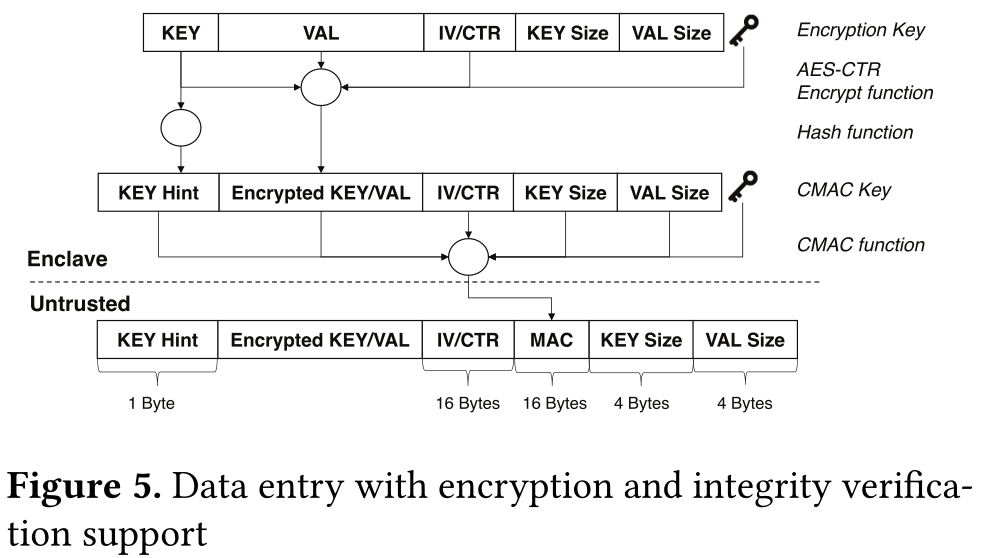 KEY VAL IV/CTR KEY Size VAL Size Encryption Key
AES-CTR
Encrypt function
Hash function
KEY Hint Encrypted KEY/VAL IV/CTR KEY Size VAL Size CMAC Key
CMAC function
Enclave
Untrusted
KEY Hint Encrypted KEY/VAL IV/CTR MAC KEY Size VAL Size
1 Byte 16 Bytes 16 Bytes 4 Bytes 4 Bytes
Figure 5. Data entry with encryption and integrity verifica-
tion support